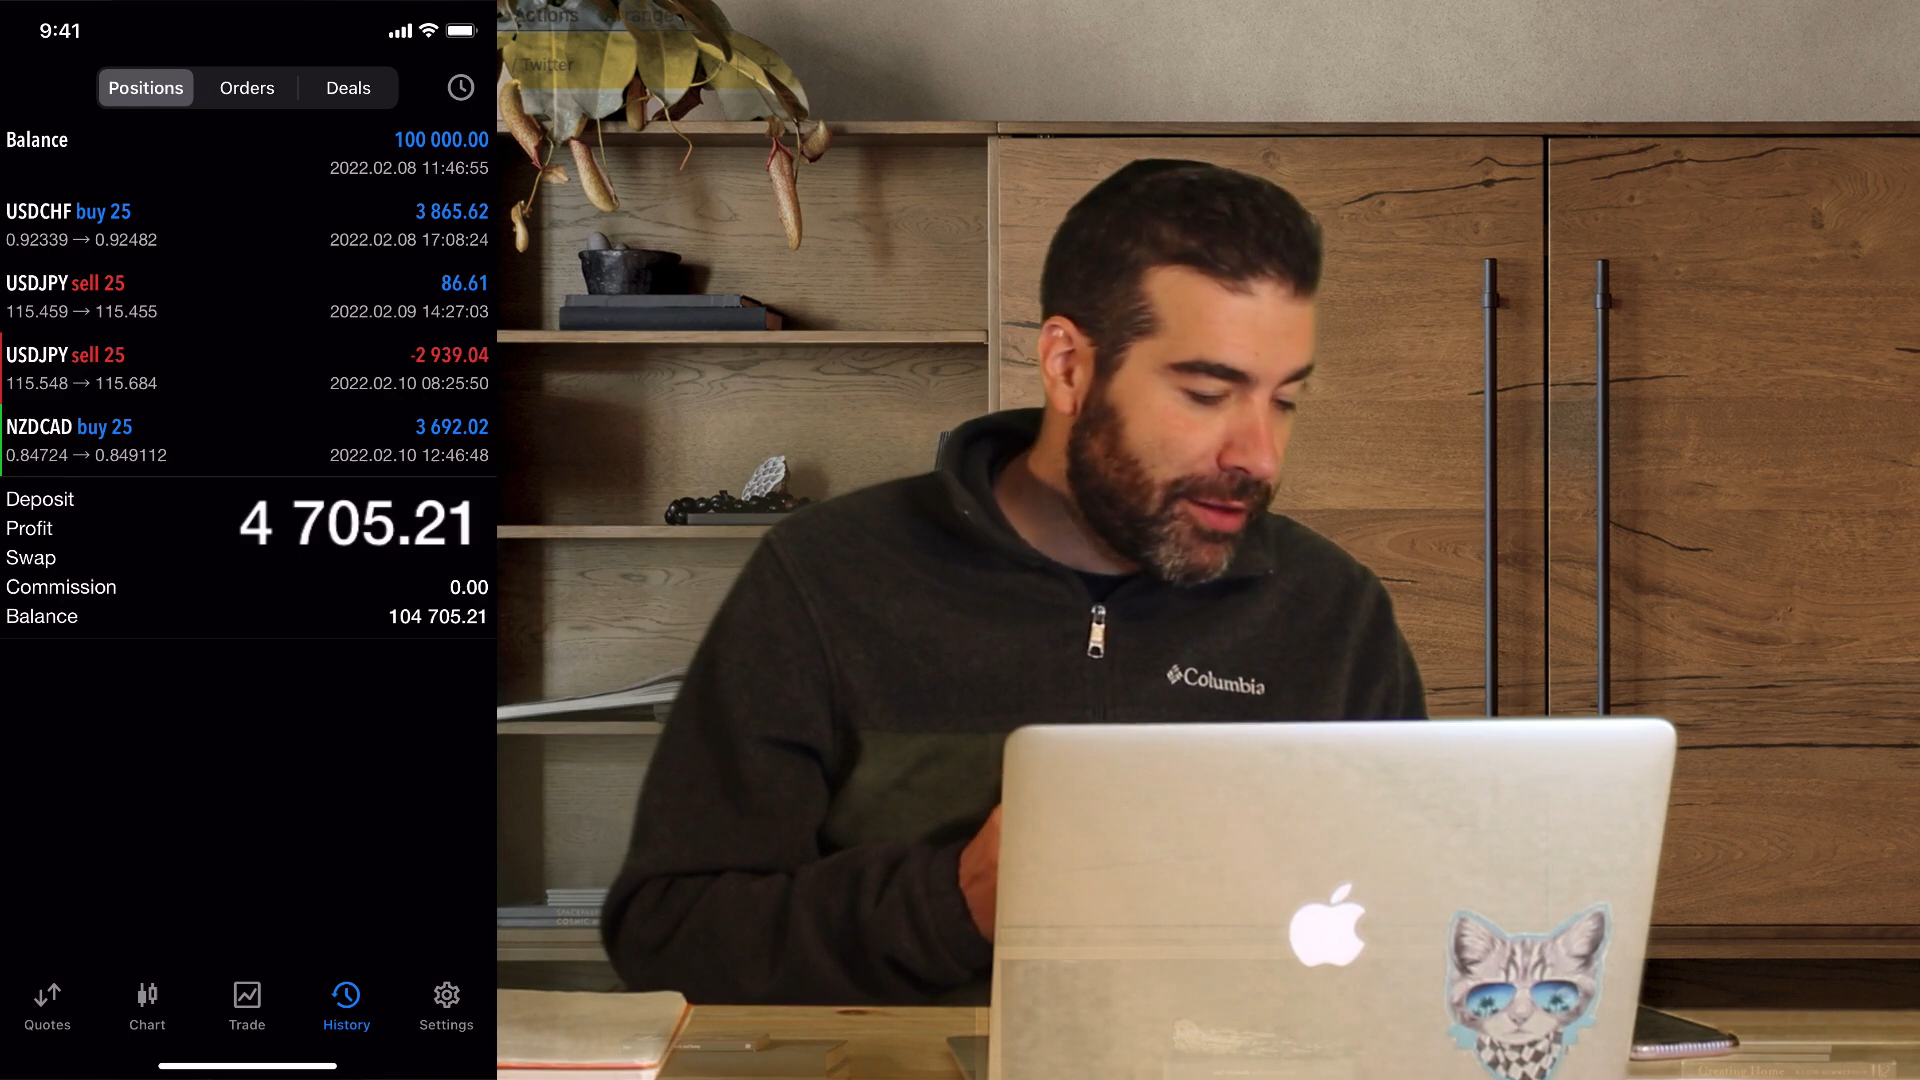 9:41
Positions Orders Deals
Balance 100 000.00
2022.02.08 11:46:55
USDCHF buy 25 3 865.62
0.92339 → 0.92482 2022.02.08 17:08:24
USDJPY sell 25 86.61
115.459 → 115.455 2022.02.09 14:27:03
USDJPY sell 25 -2 939.04
115.548 → 115.684 2022.02.10 08:25:50
NZDCAD buy 25 3 692.02
0.84724 → 0.849112 2022.02.10 12:46:48
Deposit
Profit 4 705.21
Swap
Commission 0.00
Balance 104 705.21
Quotes Chart Trade History Settings
Actions Arrange
/ Twitter
Columbia
Creating Home